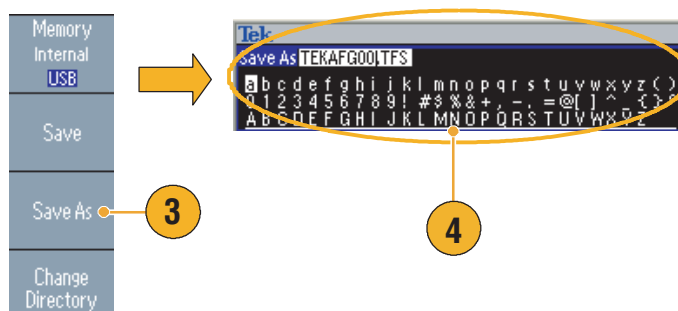 Memory
Internal
USB
Save
Save As
Change
Directory
3
Tek
Save As TEKAFG00.TFS
a b c d e f g h i j k l m n o p q r s t u v w x y z ( )
0 1 2 3 4 5 6 7 8 9 ! # $ % & + , - . = @ [ ] ^ _ { }
A B C D E F G H I J K L M N O P Q R S T U V W X Y Z
4